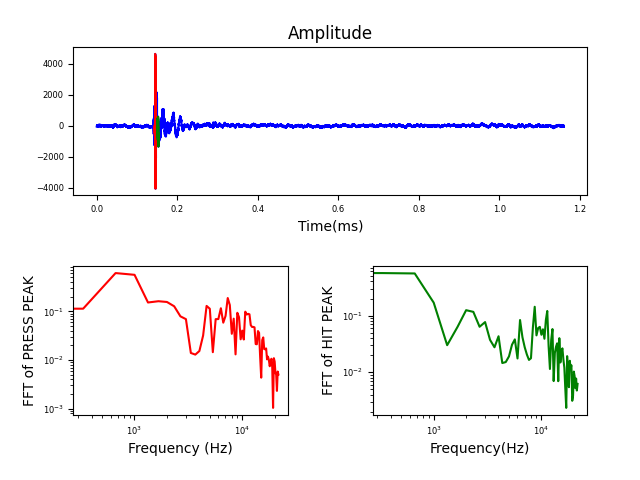 Amplitude
4000
2000
0
−2000
−4000
0.0 0.2 0.4 0.6 0.8 1.0 1.2
Time(ms)
FFT of PRESS PEAK
10⁻¹
10⁻²
10⁻³
10³ 10⁴
Frequency (Hz)
FFT of HIT PEAK
10⁻¹
10⁻²
10³ 10⁴
Frequency(Hz)